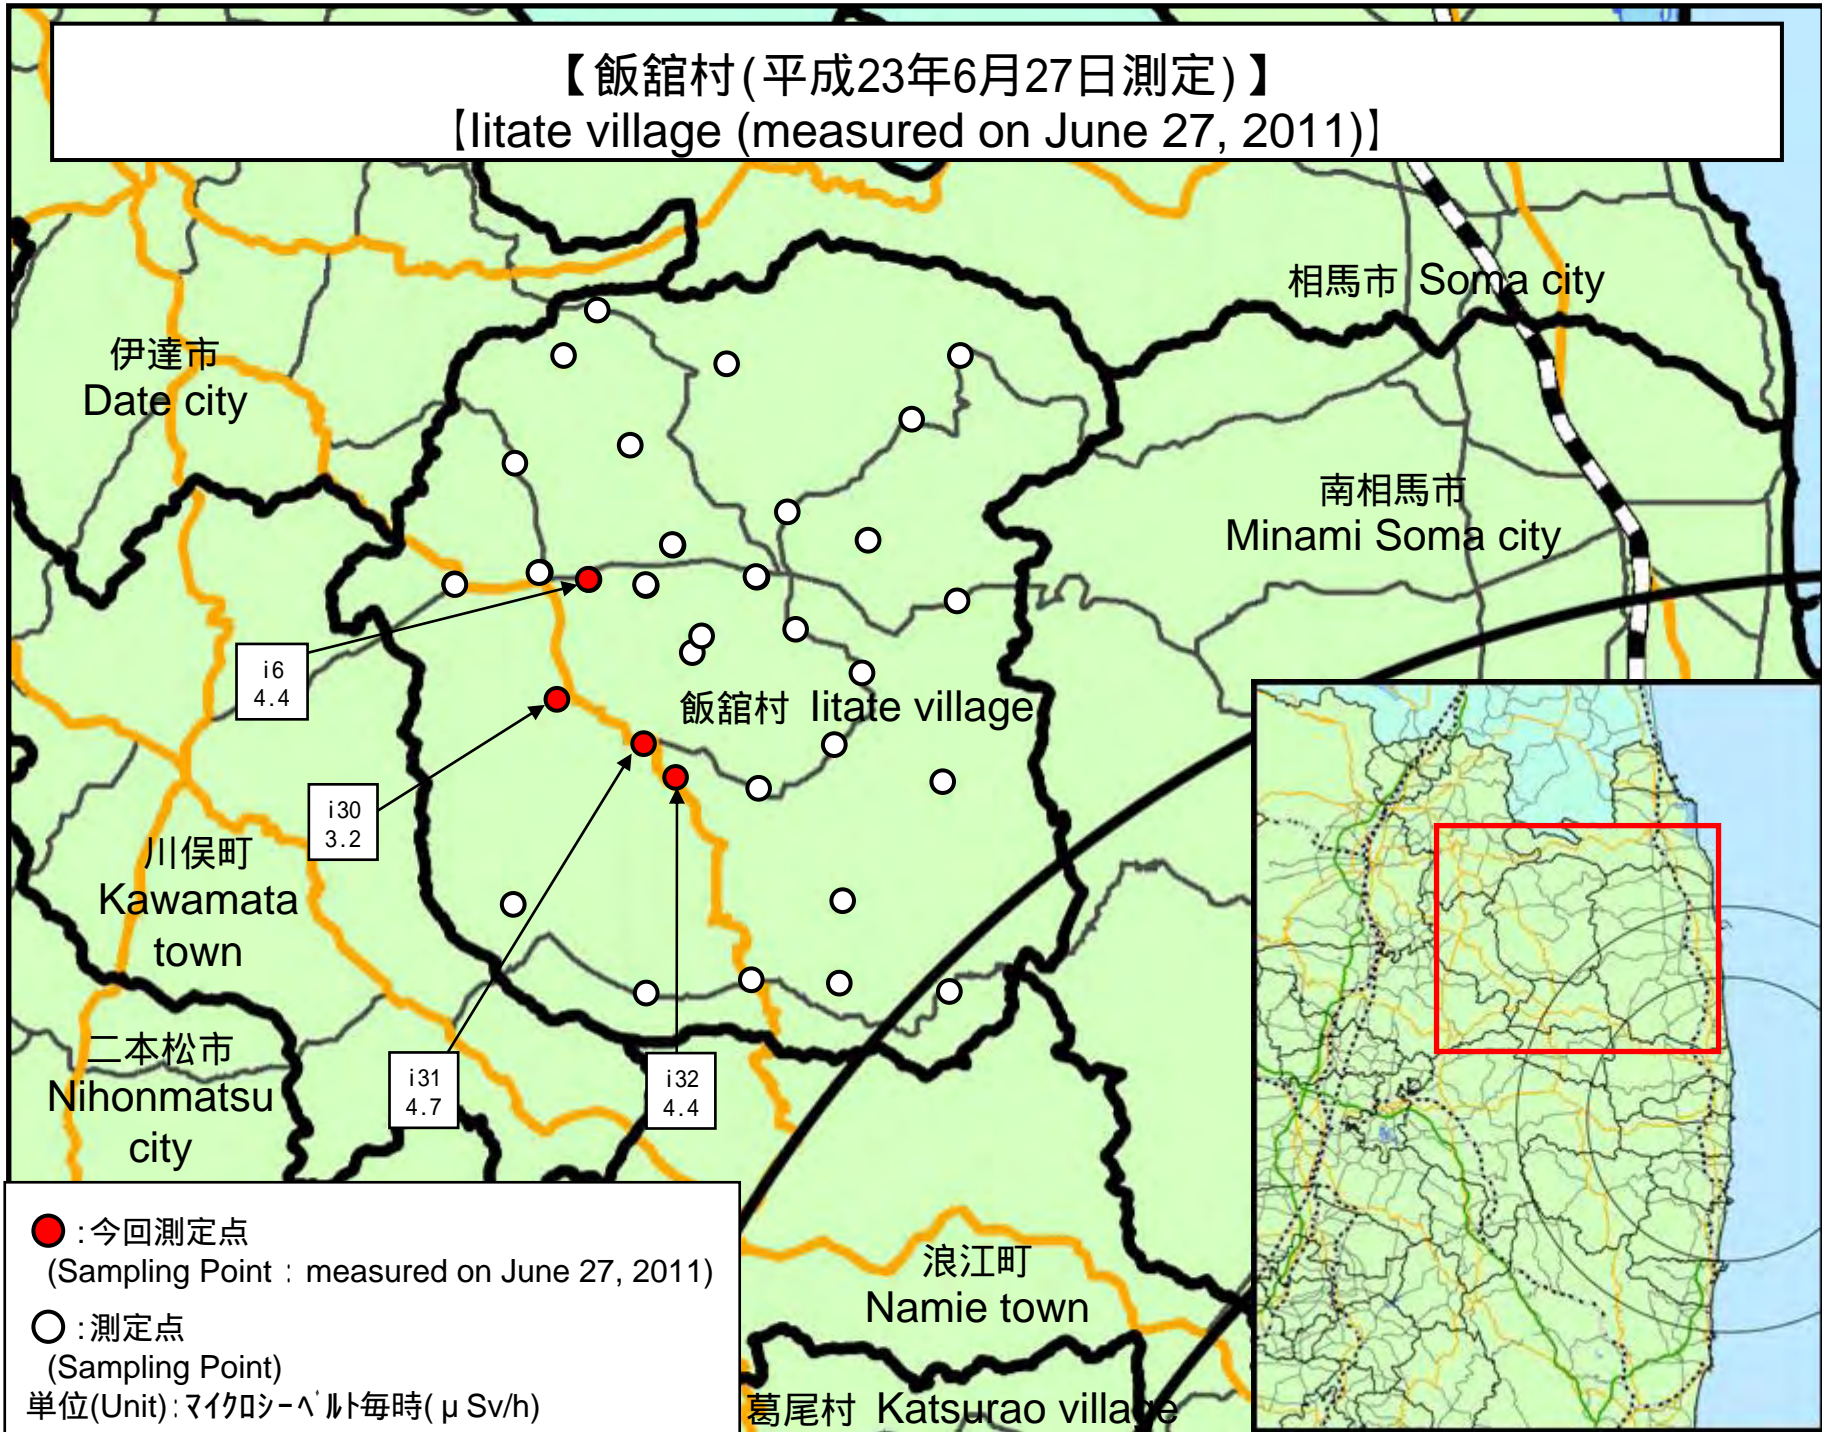 【飯舘村(平成23年6月27日測定)】
【Iitate village (measured on June 27, 2011)】
相馬市 Soma city
伊達市
Date city
南相馬市
Minami Soma city
i6
4.4
飯舘村 Iitate village
i30
3.2
川俣町
Kawamata
town
二本松市
Nihonmatsu
city
i31
4.7
i32
4.4
:今回測定点
(Sampling Point : measured on June 27, 2011)
:測定点
(Sampling Point)
単位(Unit):マイクロシーベルト毎時(μSv/h)
浪江町
Namie town
葛尾村 Katsurao village